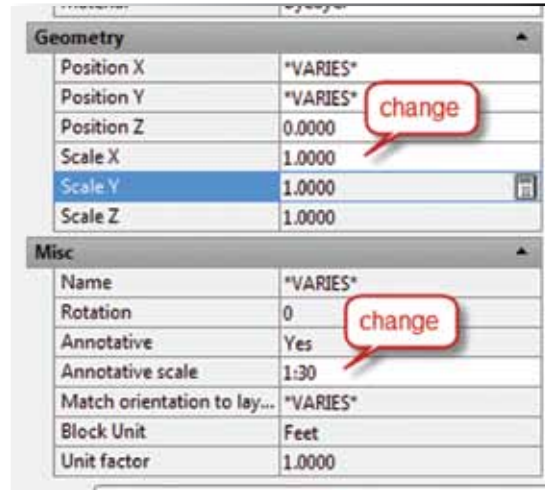 Material ByLayer
Geometry
Position X *VARIES*
Position Y *VARIES*
change
Position Z 0.0000
Scale X 1.0000
Scale Y 1.0000
Scale Z 1.0000
Misc
Name *VARIES*
Rotation 0
change
Annotative Yes
Annotative scale 1:30
Match orientation to lay... *VARIES*
Block Unit Feet
Unit factor 1.0000